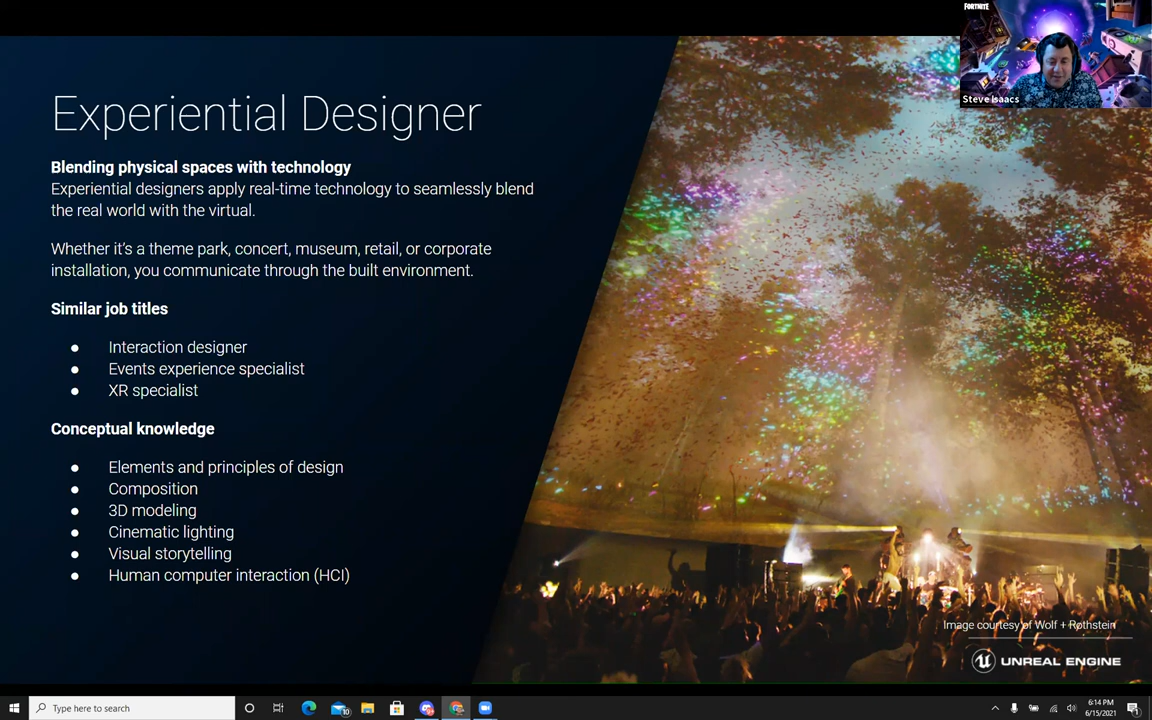 FORTNITE
Steve Isaacs
Experiential Designer
Blending physical spaces with technology
Experiential designers apply real-time technology to seamlessly blend
the real world with the virtual.
Whether it's a theme park, concert, museum, retail, or corporate
installation, you communicate through the built environment.
Similar job titles
● Interaction designer
● Events experience specialist
● XR specialist
Conceptual knowledge
● Elements and principles of design
● Composition
● 3D modeling
● Cinematic lighting
● Visual storytelling
● Human computer interaction (HCI)
Image courtesy of Wolf + Rothstein
UNREAL ENGINE
Type here to search
10
6:14 PM
6/15/2021
1